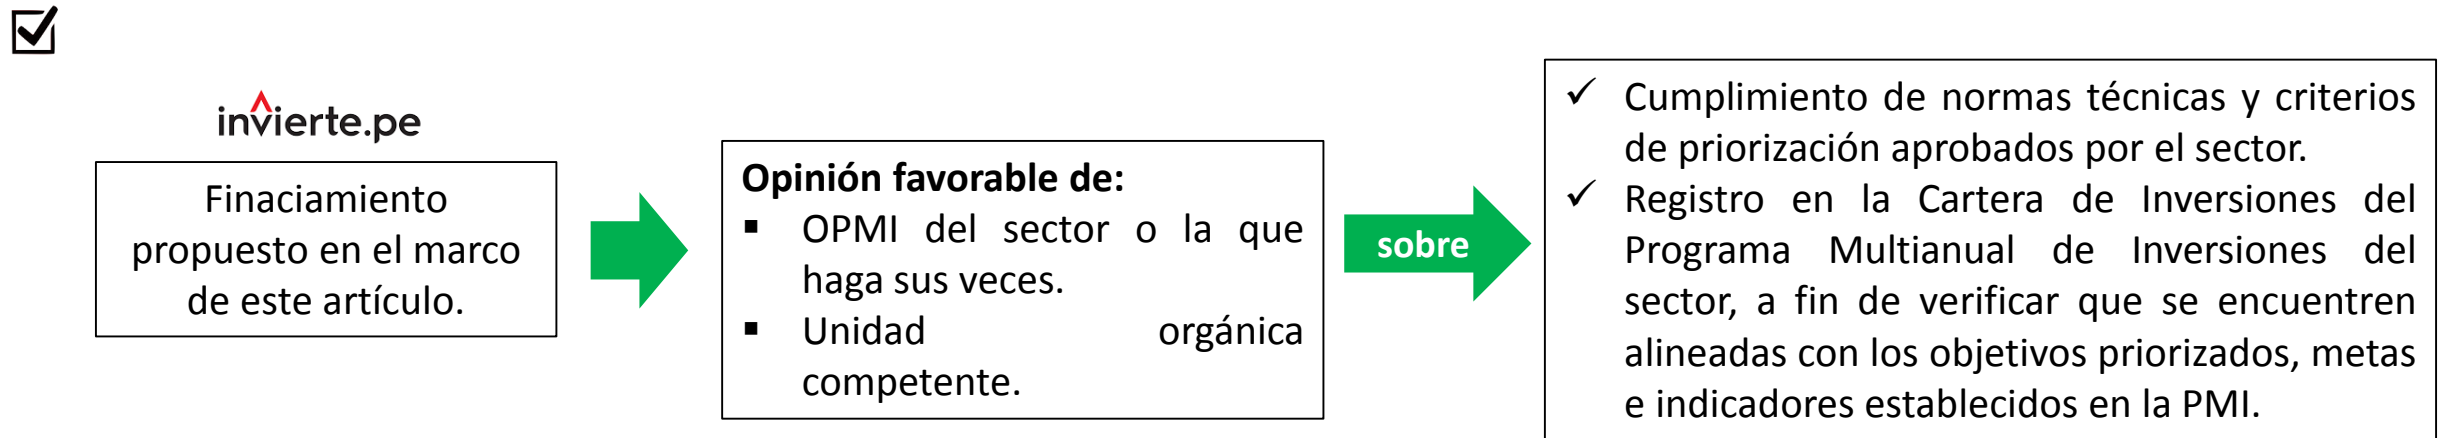 invierte.pe
Finaciamiento
propuesto en el marco
de este artículo.
Opinión favorable de:
▪ OPMI del sector o la que
haga sus veces.
▪ Unidad orgánica
competente.
sobre
✓ Cumplimiento de normas técnicas y criterios
de priorización aprobados por el sector.
✓ Registro en la Cartera de Inversiones del
Programa Multianual de Inversiones del
sector, a fin de verificar que se encuentren
alineadas con los objetivos priorizados, metas
e indicadores establecidos en la PMI.